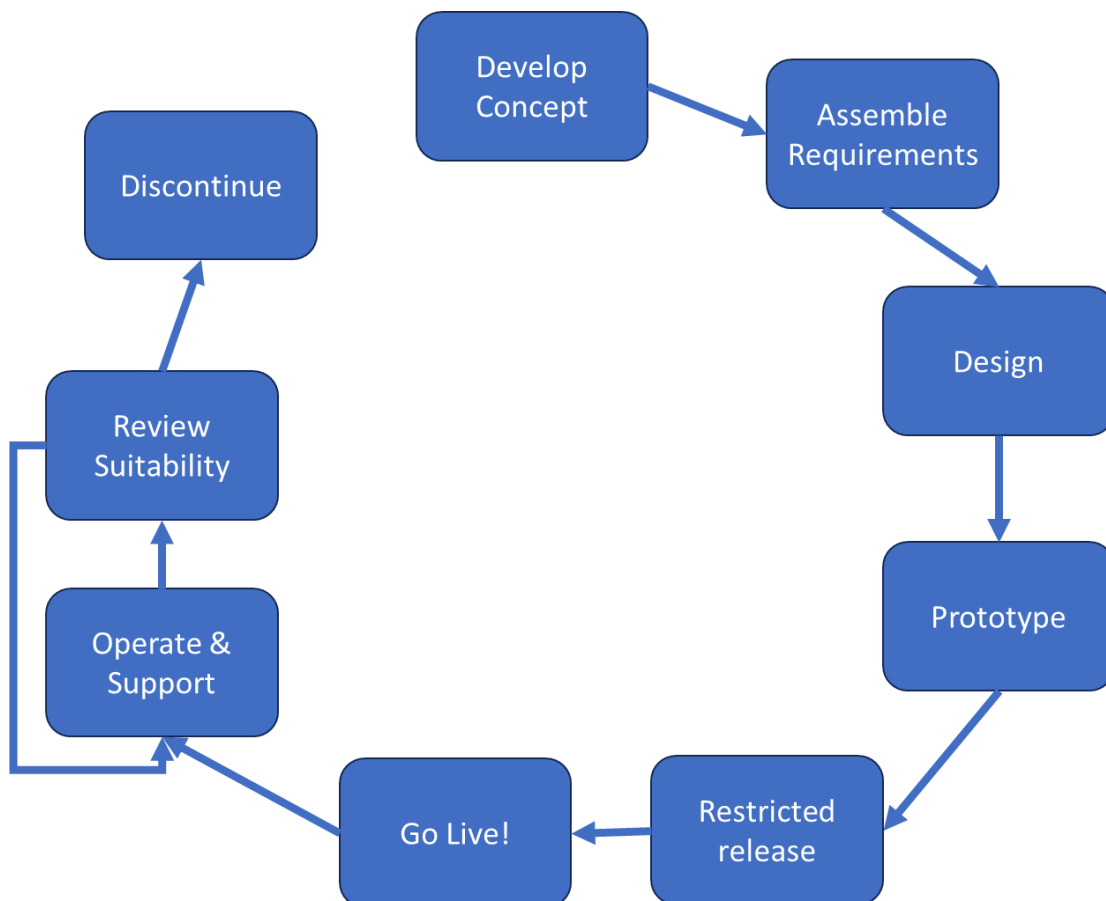 Develop
Concept
Assemble
Requirements
Design
Prototype
Restricted
release
Go Live!
Operate &
Support
Review
Suitability
Discontinue